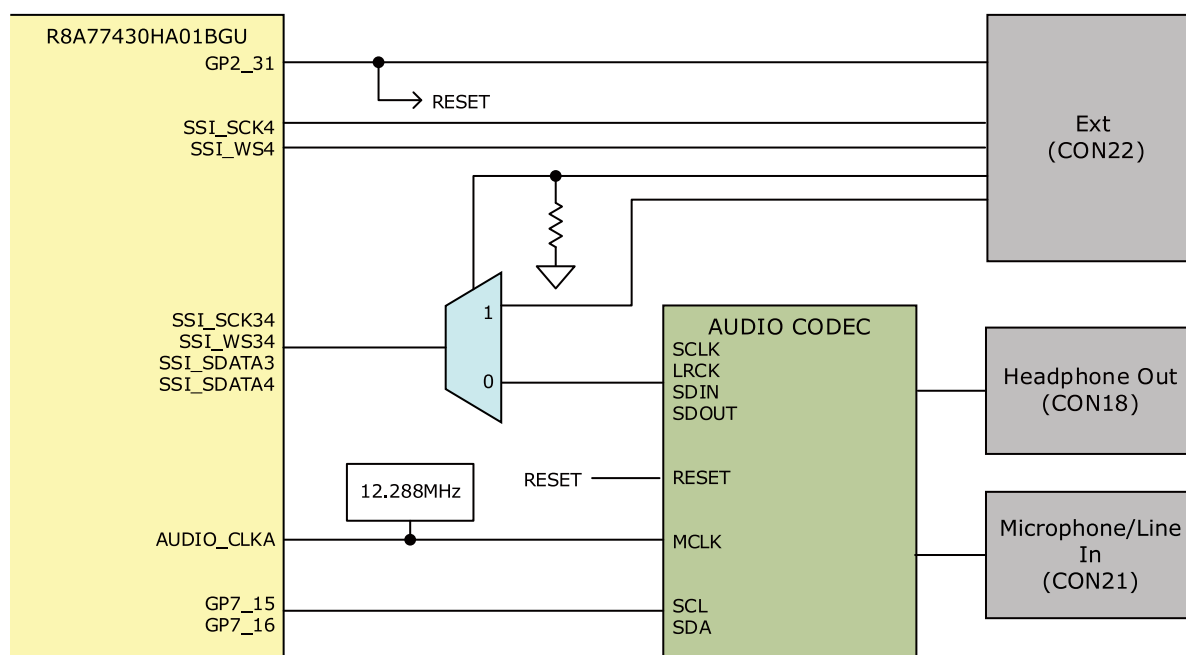 R8A77430HA01BGU
GP2_31
RESET
SSI_SCK4
SSI_WS4
Ext
(CON22)
SSI_SCK34
SSI_WS34
SSI_SDATA3
SSI_SDATA4
1
0
AUDIO CODEC
SCLK
LRCK
SDIN
SDOUT
Headphone Out
(CON18)
RESET
RESET
12.288MHz
AUDIO_CLKA
MCLK
Microphone/Line
In
(CON21)
GP7_15
GP7_16
SCL
SDA